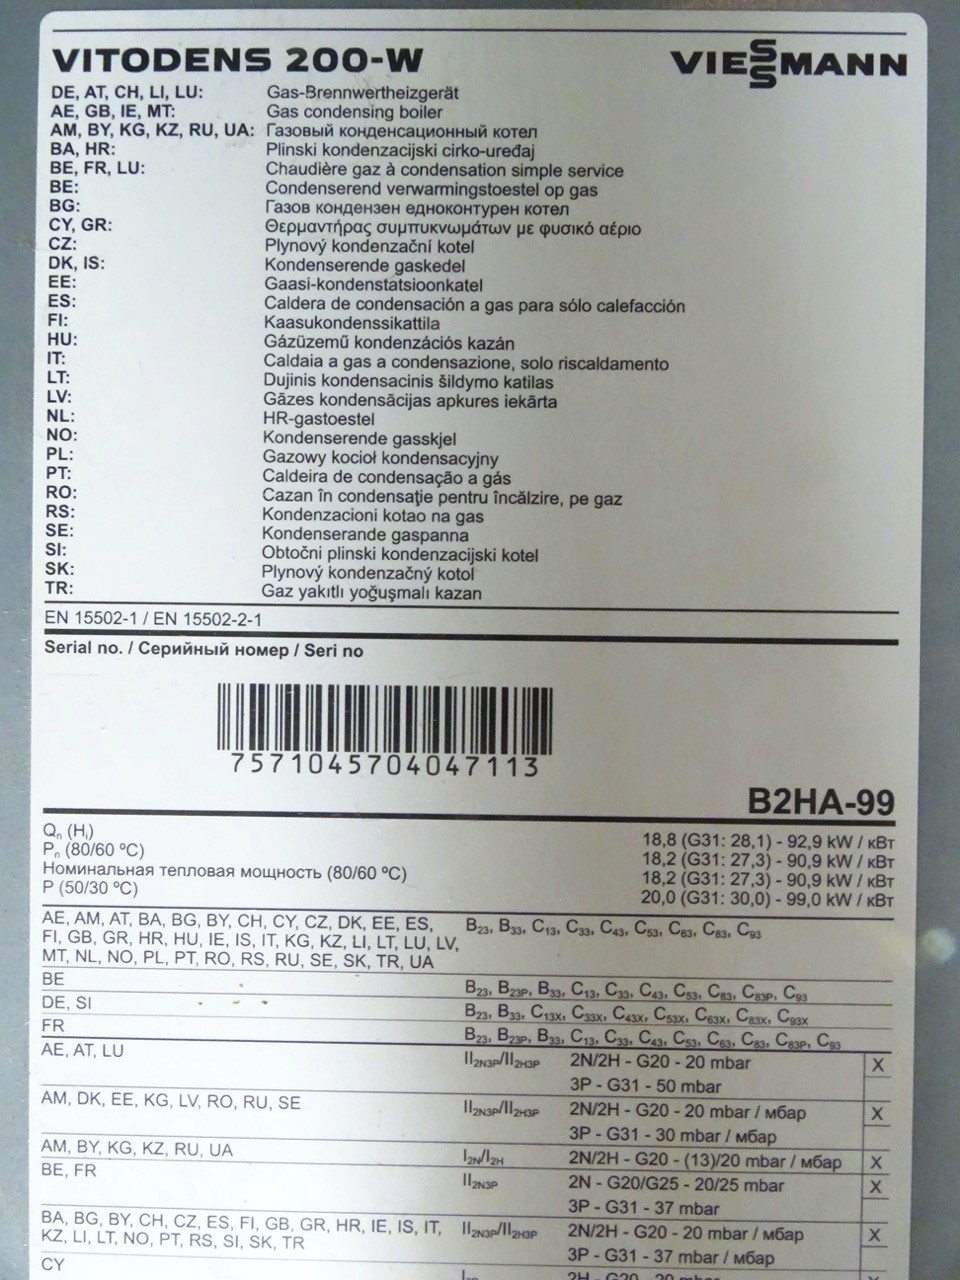 VITODENS 200-W VIESSMANN
DE, AT, CH, LI, LU: Gas-Brennwertheizgerät
AE, GB, IE, MT: Gas condensing boiler
AM, BY, KG, KZ, RU, UA: Газовый конденсационный котел
BA, HR: Plinski kondenzacijski cirko-uređaj
BE, FR, LU: Chaudière gaz à condensation simple service
BE: Condenserend verwarmingstoestel op gas
BG: Газов кондензен едноконтурен котел
CY, GR: Θερμαντήρας συμπυκνωμάτων με φυσικό αέριο
CZ: Plynový kondenzační kotel
DK, IS: Kondenserende gaskedel
EE: Gaasi-kondenstatsioonkatel
ES: Caldera de condensación a gas para sólo calefacción
FI: Kaasukondenssikattila
HU: Gázüzemű kondenzációs kazán
IT: Caldaia a gas a condensazione, solo riscaldamento
LT: Dujinis kondensacinis šildymo katilas
LV: Gāzes kondensācijas apkures iekārta
NL: HR-gastoestel
NO: Kondenserende gasskjel
PL: Gazowy kocioł kondensacyjny
PT: Caldeira de condensação a gás
RO: Cazan în condensaţie pentru încălzire, pe gaz
RS: Kondenzacioni kotao na gas
SE: Kondenserande gaspanna
SI: Obtočni plinski kondenzacijski kotel
SK: Plynový kondenzačný kotol
TR: Gaz yakıtlı yoğuşmalı kazan
EN 15502-1 / EN 15502-2-1
Serial no. / Серийный номер / Seri no
7571045704047113
B2HA-99
Qn (Hi) 18,8 (G31: 28,1) - 92,9 kW / кВт
Pn (80/60 ºC) 18,2 (G31: 27,3) - 90,9 kW / кВт
Номинальная тепловая мощность (80/60 ºC) 18,2 (G31: 27,3) - 90,9 kW / кВт
P (50/30 ºC) 20,0 (G31: 30,0) - 99,0 kW / кВт
AE, AM, AT, BA, BG, BY, CH, CY, CZ, DK, EE, ES, B23, B33, C13, C33, C43, C53, C63, C83, C93
FI, GB, GR, HR, HU, IE, IS, IT, KG, KZ, LI, LT, LU, LV,
MT, NL, NO, PL, PT, RO, RS, RU, SE, SK, TR, UA
BE B23, B23P, B33, C13, C33, C43, C53, C83, C83P, C93
DE, SI B23, B33, C13X, C33X, C43X, C53X, C63X, C83X, C93X
FR B23, B23P, B33, C13, C33, C43, C53, C63, C83, C83P, C93
AE, AT, LU II2N3P/II2H3P 2N/2H - G20 - 20 mbar X
3P - G31 - 50 mbar
AM, DK, EE, KG, LV, RO, RU, SE II2N3P/II2H3P 2N/2H - G20 - 20 mbar / мбар X
3P - G31 - 30 mbar / мбар
AM, BY, KG, KZ, RU, UA I2N/I2H 2N/2H - G20 - (13)/20 mbar / мбар X
BE, FR II2N3P 2N - G20/G25 - 20/25 mbar X
3P - G31 - 37 mbar
BA, BG, BY, CH, CZ, ES, FI, GB, GR, HR, IE, IS, IT, II2N3P/II2H3P 2N/2H - G20 - 20 mbar / мбар X
KZ, LI, LT, NO, PT, RS, SI, SK, TR 3P - G31 - 37 mbar / мбар
CY 2H - G20 - 20 mbar